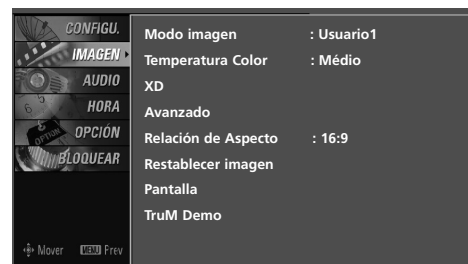 CONFIGU.
IMAGEN
AUDIO
HORA
OPCIÓN
BLOQUEAR
Mover MENU Prev
Modo imagen : Usuario1
Temperatura Color : Médio
XD
Avanzado
Relación de Aspecto : 16:9
Restablecer imagen
Pantalla
TruM Demo